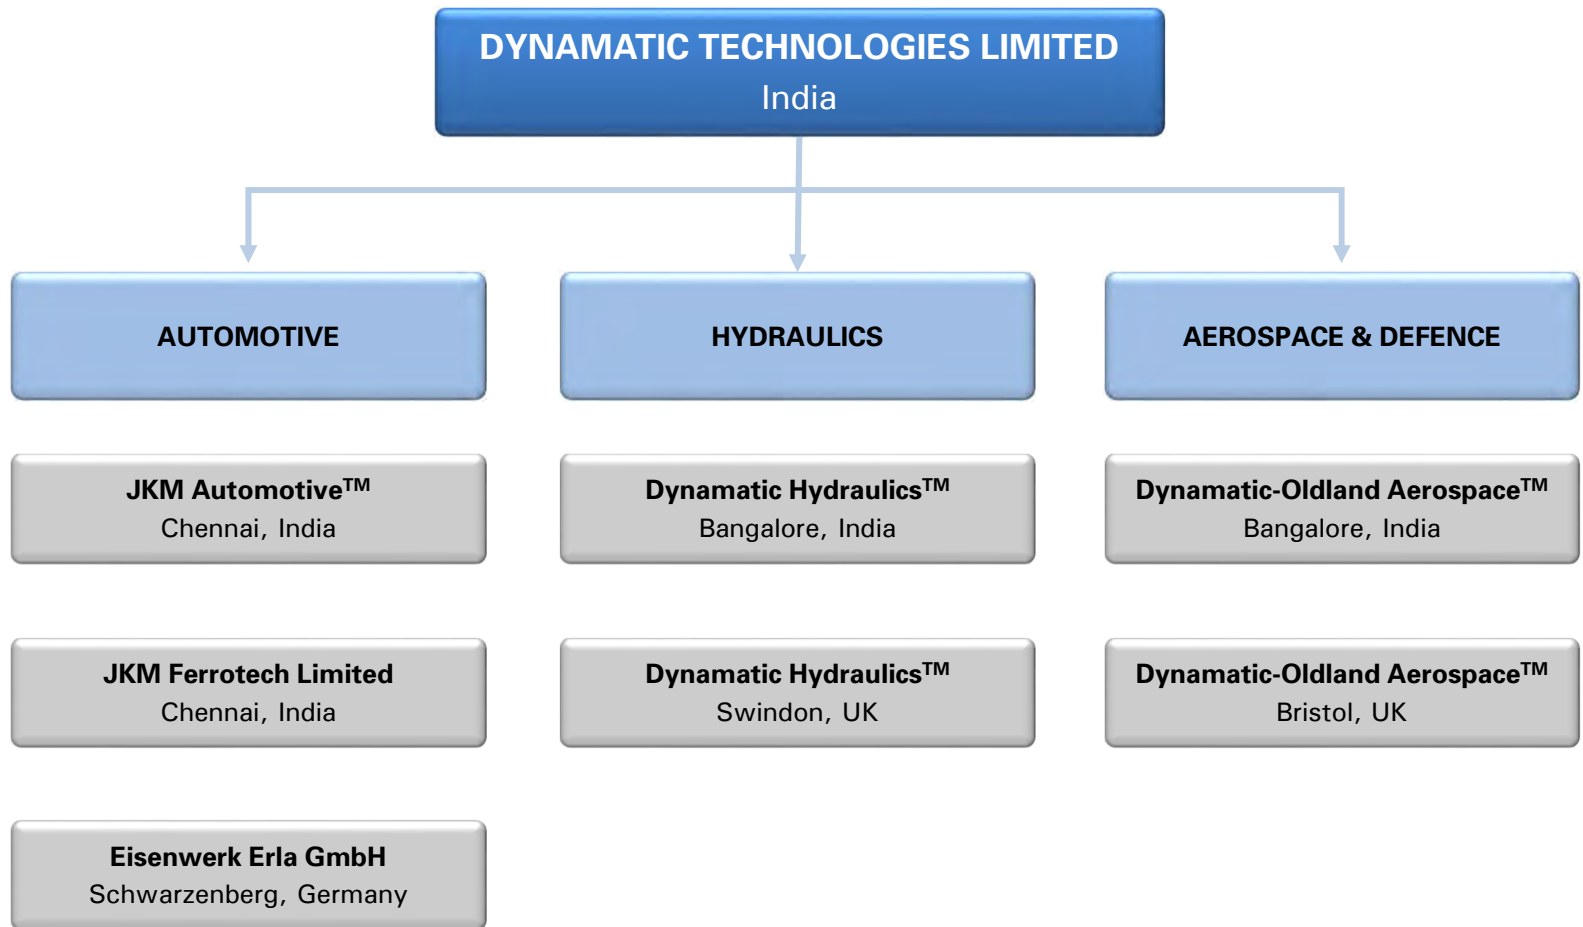 DYNAMATIC TECHNOLOGIES LIMITED
India
AUTOMOTIVE
HYDRAULICS
AEROSPACE & DEFENCE
JKM Automotive™
Chennai, India
Dynamatic Hydraulics™
Bangalore, India
Dynamatic-Oldland Aerospace™
Bangalore, India
JKM Ferrotech Limited
Chennai, India
Dynamatic Hydraulics™
Swindon, UK
Dynamatic-Oldland Aerospace™
Bristol, UK
Eisenwerk Erla GmbH
Schwarzenberg, Germany